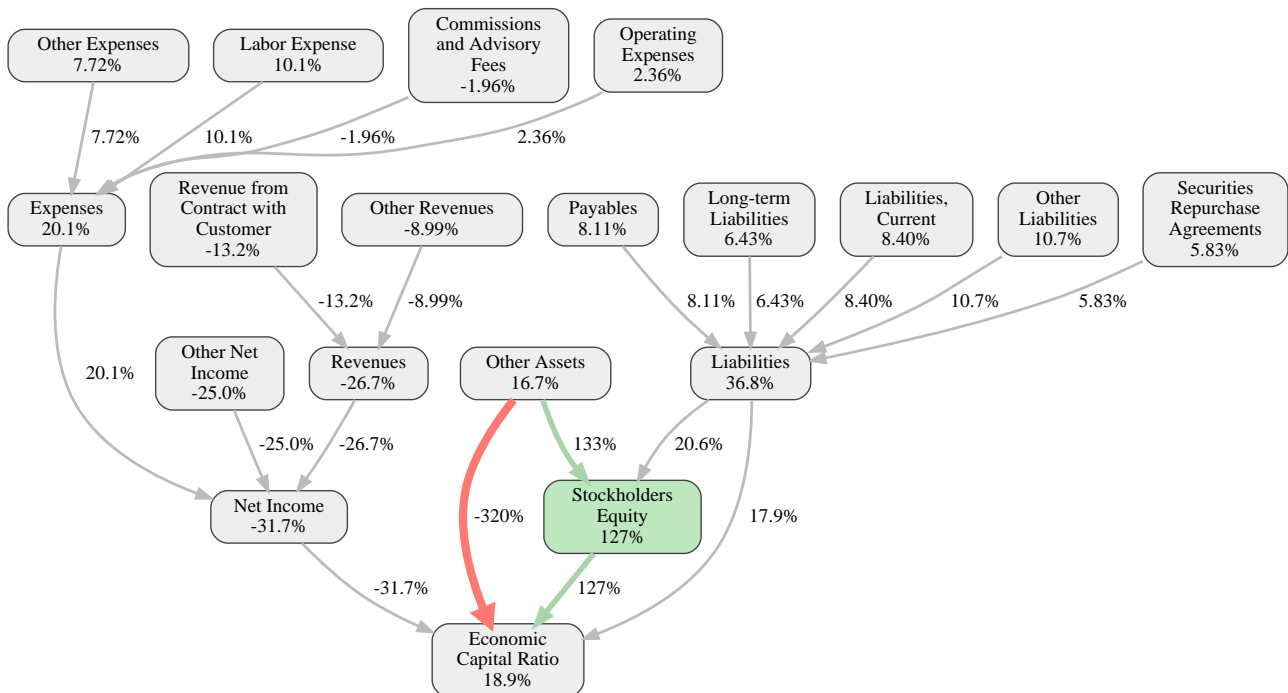 Other Expenses
7.72%
Labor Expense
10.1%
Commissions
and Advisory
Fees
-1.96%
Operating
Expenses
2.36%
7.72%
10.1%
-1.96%
2.36%
Expenses
20.1%
Revenue from
Contract with
Customer
-13.2%
Other Revenues
-8.99%
Payables
8.11%
Long-term
Liabilities
6.43%
Liabilities,
Current
8.40%
Other
Liabilities
10.7%
Securities
Repurchase
Agreements
5.83%
-13.2%
-8.99%
8.11%
6.43%
8.40%
10.7%
5.83%
20.1%
Other Net
Income
-25.0%
Revenues
-26.7%
Other Assets
16.7%
Liabilities
36.8%
-25.0%
-26.7%
133%
20.6%
Net Income
-31.7%
-320%
Stockholders
Equity
127%
17.9%
-31.7%
127%
Economic
Capital Ratio
18.9%